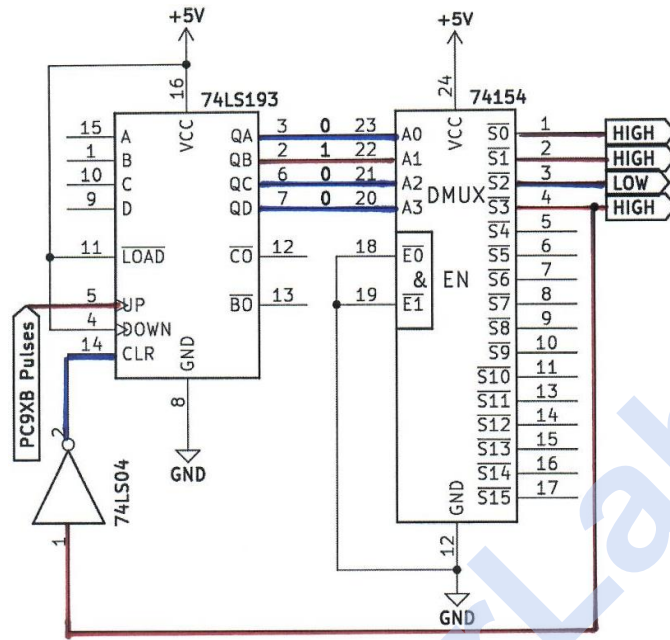 +5V
+5V
16
24
74LS193
74154
15 A
VCC
QA 3 0 23 A0
VCC
S0 1 HIGH
1 B
QB 2 1 22 A1
S1 2 HIGH
10 C
QC 6 0 21 A2
DMUX
S2 3 LOW
9 D
QD 7 0 20 A3
S3 4 HIGH
S4 5
11 LOAD
CO 12
18 E0
S5 6
& EN
S6 7
5 UP
BO 13
19 E1
S7 8
4 DOWN
S8 9
14 CLR
GND
S9 10
S10 11
S11 13
PC9XB Pulses
8
S12 14
2
GND
S13 15
74LS04
S14 16
GND
S15 17
1
12
GND